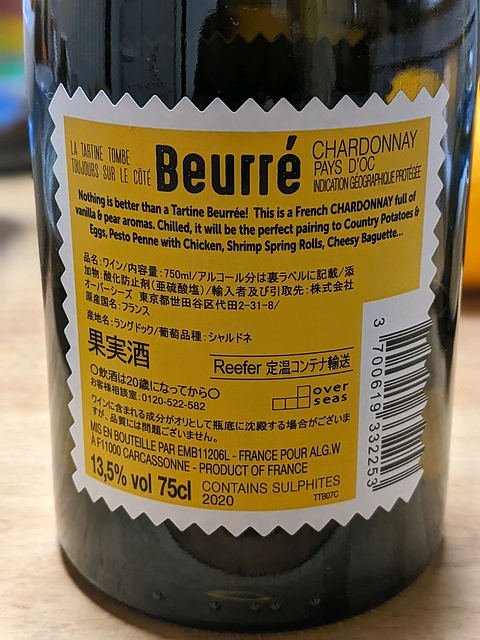 LA TARTINE TOMBE
TOUJOURS SUR LE CÔTÉ
Beurré
CHARDONNAY
PAYS D'OC
INDICATION GÉOGRAPHIQUE PROTÉGÉE
Nothing is better than a Tartine Beurrée! This is a French CHARDONNAY full of
vanilla & pear aromas. Chilled, it will be the perfect pairing to Country Potatoes &
Eggs, Pesto Penne with Chicken, Shrimp Spring Rolls, Cheesy Baguette...
品名:ワイン/内容量:750ml/アルコール分は裏ラベルに記載/添
加物:酸化防止剤(亜硫酸塩)/輸入者及び引取先:株式会社
オーバーシーズ 東京都世田谷区代田2-31-8/
原産国名:フランス
産地名:ラングドック/葡萄品種:シャルドネ
果実酒
Reefer 定温コンテナ輸送
〇飲酒は20歳になってから〇
お客様相談室:0120-522-582
over
seas
ワインに含まれる成分がオリとして瓶底に沈殿する場合がございま
すが、品質には問題ございません。
MIS EN BOUTEILLE PAR EMB11206L - FRANCE POUR ALG.W
À F11000 CARCASSONNE - PRODUCT OF FRANCE
13,5% vol 75cl
CONTAINS SULPHITES
2020
TTB07C
3 700619 332253